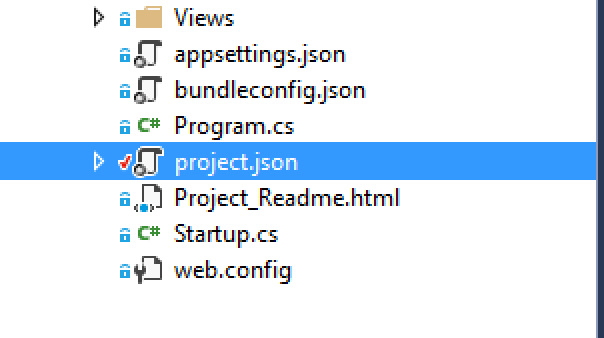 Views
appsettings.json
bundleconfig.json
C# Program.cs
project.json
Project_Readme.html
C# Startup.cs
web.config